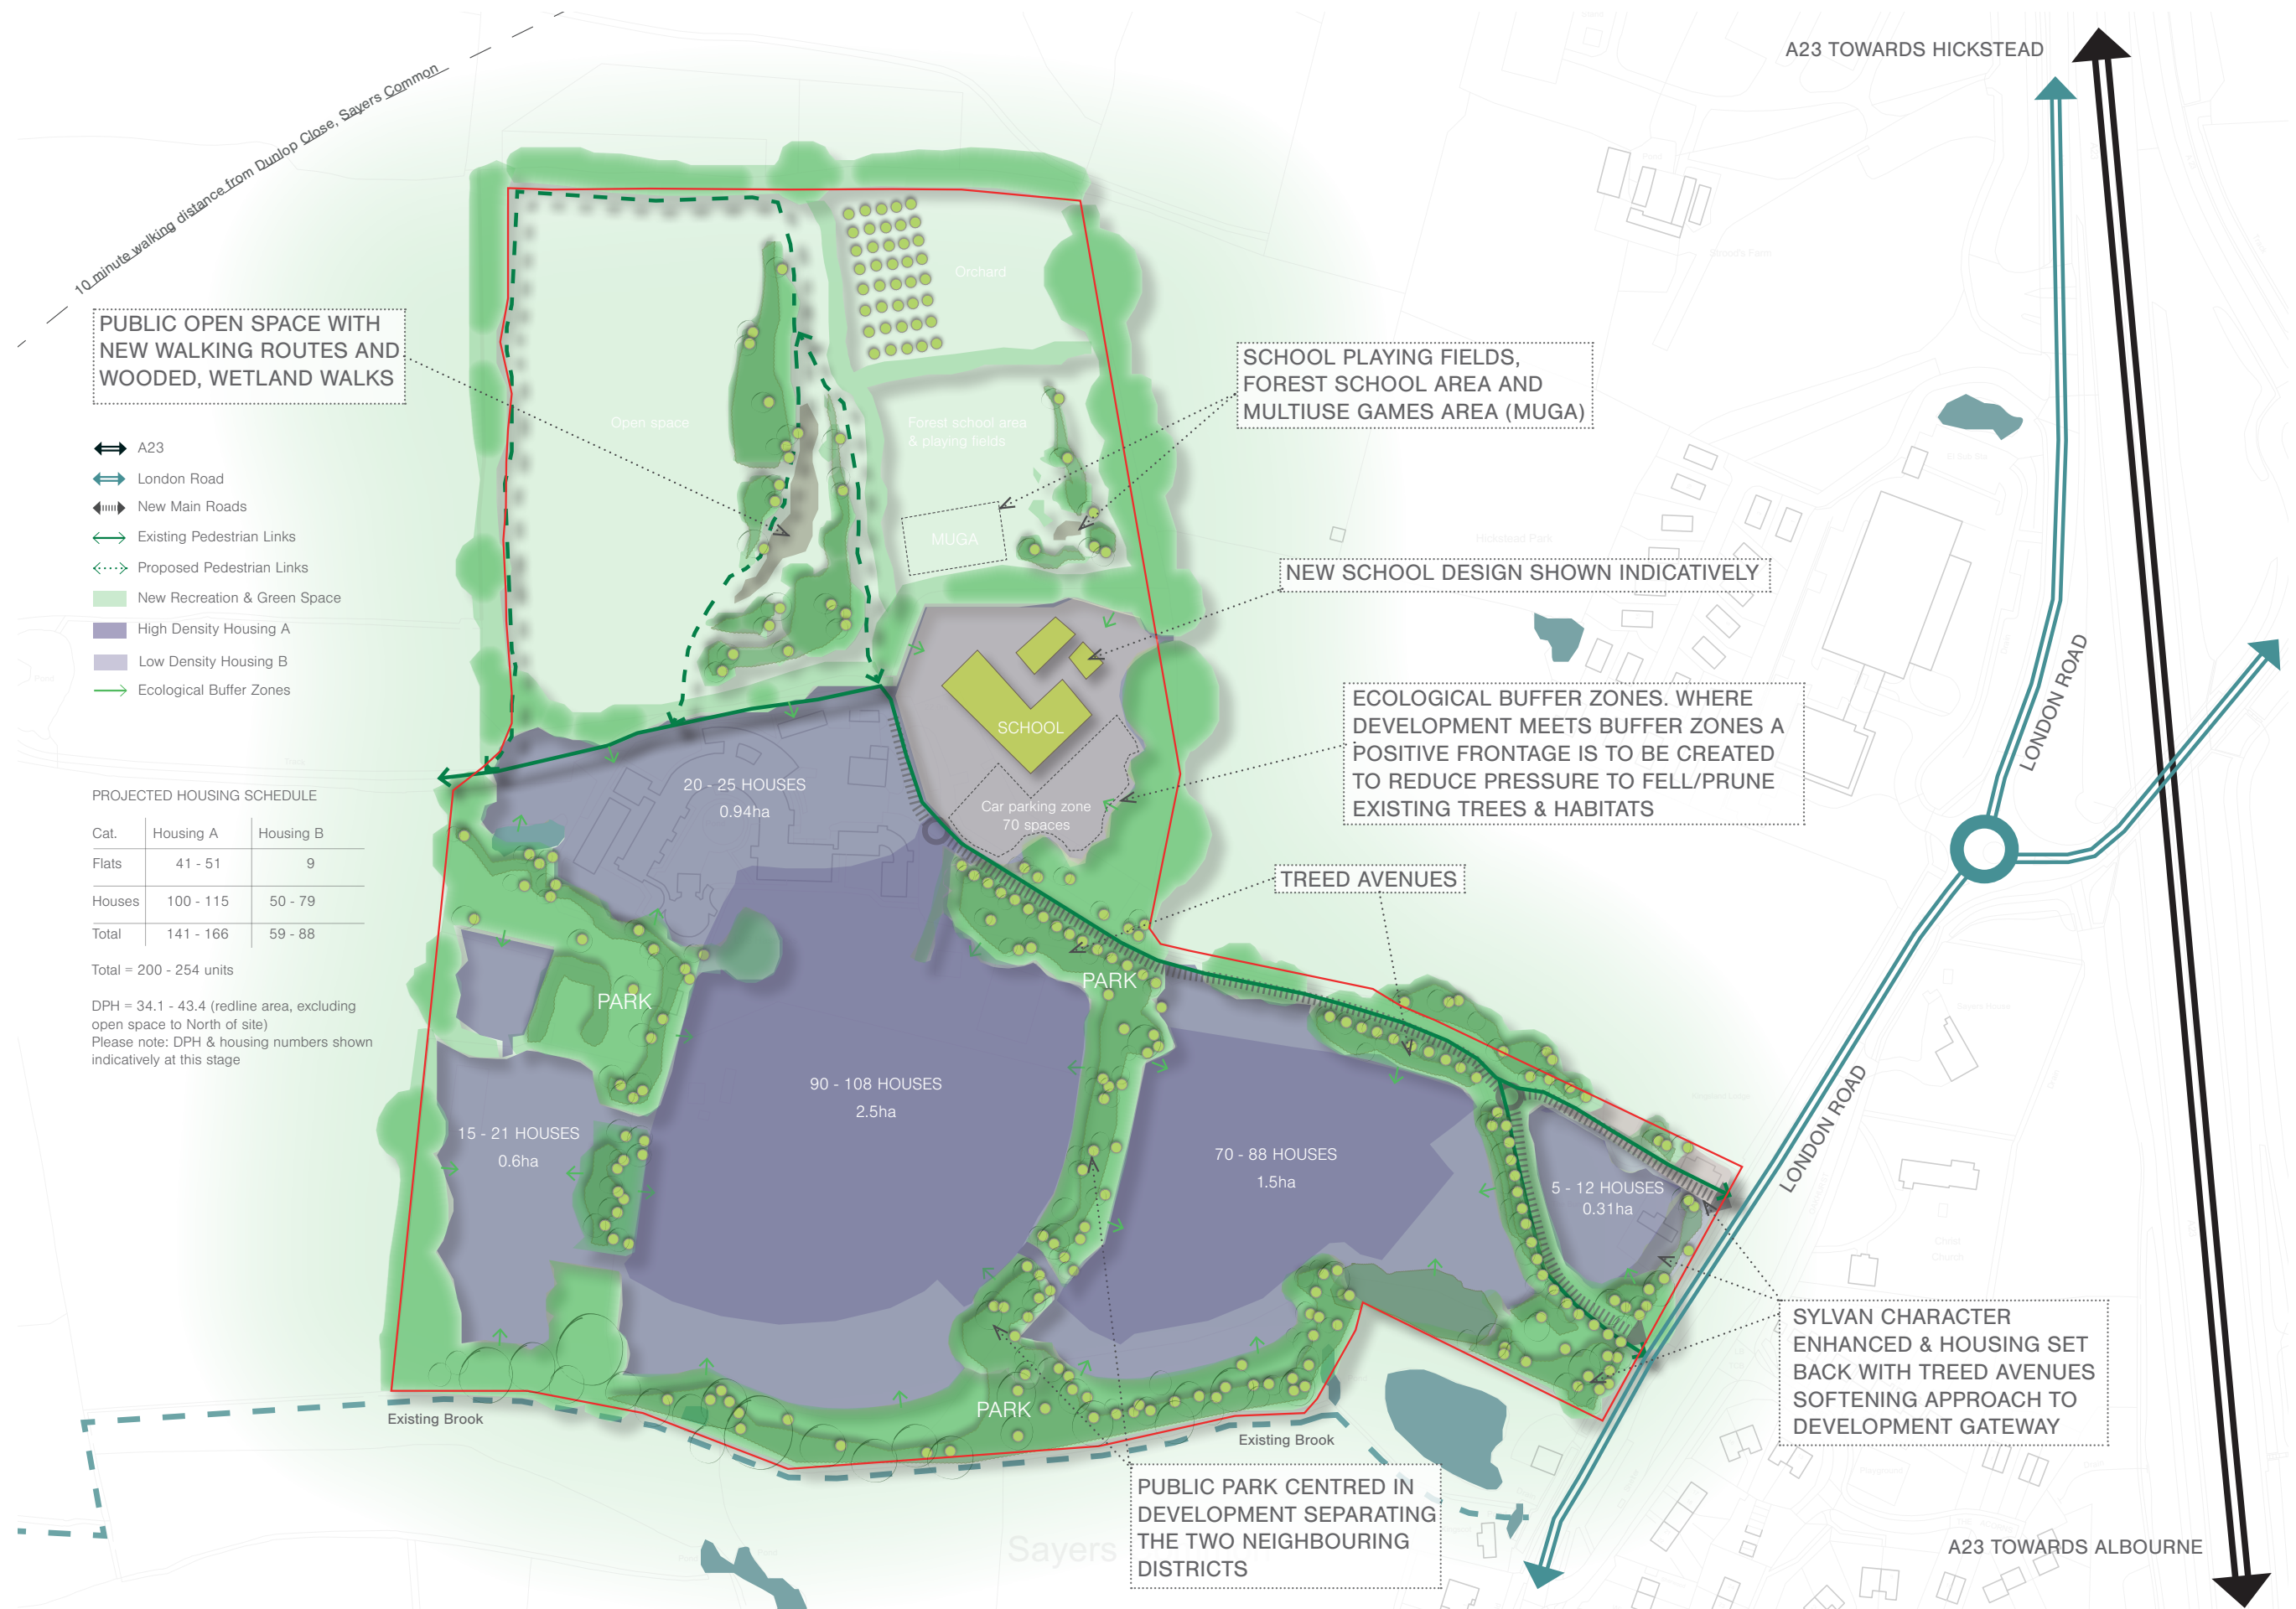 A23 TOWARDS HICKSTEAD
10 minute walking distance from Dunlop Close, Sayers Common
PUBLIC OPEN SPACE WITH
NEW WALKING ROUTES AND
WOODED, WETLAND WALKS
A23
London Road
New Main Roads
Existing Pedestrian Links
Proposed Pedestrian Links
New Recreation & Green Space
High Density Housing A
Low Density Housing B
Ecological Buffer Zones
PROJECTED HOUSING SCHEDULE
Cat. Housing A Housing B
Flats 41 - 51 9
Houses 100 - 115 50 - 79
Total 141 - 166 59 - 88
Total = 200 - 254 units
DPH = 34.1 - 43.4 (redline area, excluding
open space to North of site)
Please note: DPH & housing numbers shown
indicatively at this stage
Orchard
Open space
Forest school area
& playing fields
MUGA
SCHOOL PLAYING FIELDS,
FOREST SCHOOL AREA AND
MULTIUSE GAMES AREA (MUGA)
NEW SCHOOL DESIGN SHOWN INDICATIVELY
SCHOOL
Car parking zone
70 spaces
ECOLOGICAL BUFFER ZONES. WHERE
DEVELOPMENT MEETS BUFFER ZONES A
POSITIVE FRONTAGE IS TO BE CREATED
TO REDUCE PRESSURE TO FELL/PRUNE
EXISTING TREES & HABITATS
TREED AVENUES
20 - 25 HOUSES
0.94ha
PARK
PARK
90 - 108 HOUSES
2.5ha
15 - 21 HOUSES
0.6ha
70 - 88 HOUSES
1.5ha
5 - 12 HOUSES
0.31ha
PARK
Existing Brook
Existing Brook
LONDON ROAD
LONDON ROAD
Strood's Farm
Hickstead Park
El Sub Sta
Christ
Church
Pond
Track
SYLVAN CHARACTER
ENHANCED & HOUSING SET
BACK WITH TREED AVENUES
SOFTENING APPROACH TO
DEVELOPMENT GATEWAY
PUBLIC PARK CENTRED IN
DEVELOPMENT SEPARATING
THE TWO NEIGHBOURING
DISTRICTS
Sayers
A23 TOWARDS ALBOURNE